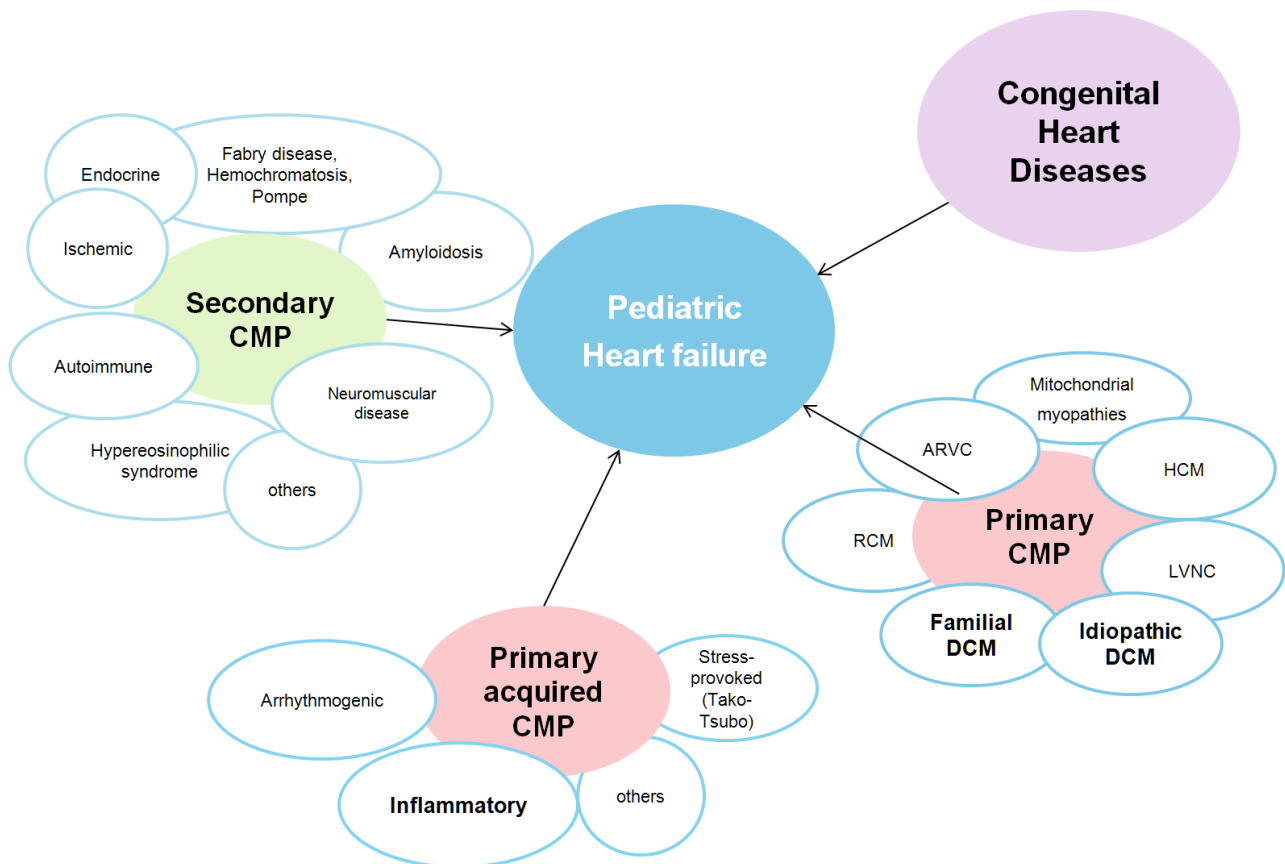 Congenital
Heart
Diseases
Endocrine
Fabry disease,
Hemochromatosis,
Pompe
Ischemic
Amyloidosis
Secondary
CMP
Autoimmune
Neuromuscular
disease
Hypereosinophilic
syndrome
others
Pediatric
Heart failure
Mitochondrial
myopathies
ARVC
HCM
RCM
Primary
CMP
LVNC
Familial
DCM
Idiopathic
DCM
Primary
acquired
CMP
Arrhythmogenic
Stress-
provoked
(Tako-
Tsubo)
Inflammatory
others